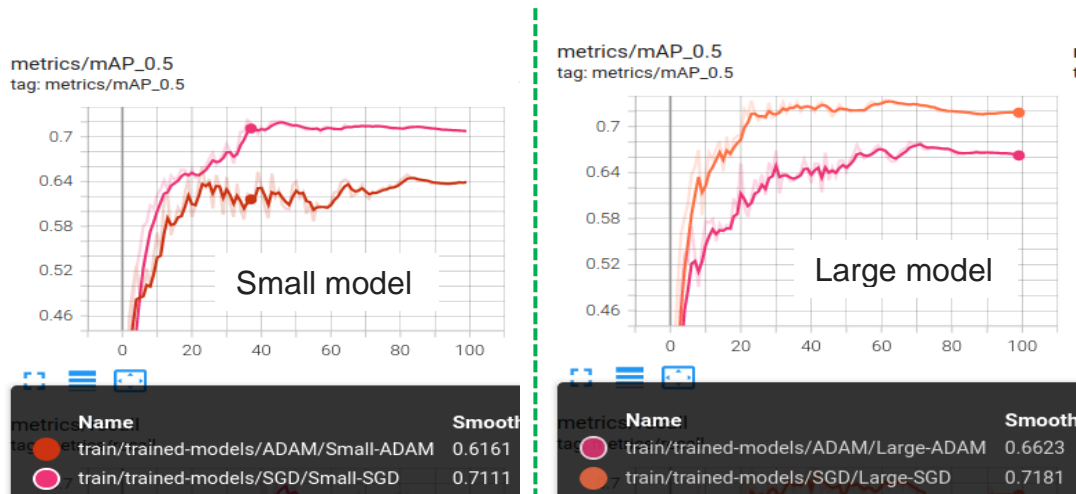 metrics/mAP_0.5
tag: metrics/mAP_0.5
0.7
0.64
0.58
0.52
0.46
0 20 40 60 80 100
Small model
Name Smooth
train/trained-models/ADAM/Small-ADAM 0.6161
train/trained-models/SGD/Small-SGD 0.7111
metrics/mAP_0.5
tag: metrics/mAP_0.5
0.7
0.64
0.58
0.52
0.46
0 20 40 60 80 100
Large model
Name Smooth
train/trained-models/ADAM/Large-ADAM 0.6623
train/trained-models/SGD/Large-SGD 0.7181